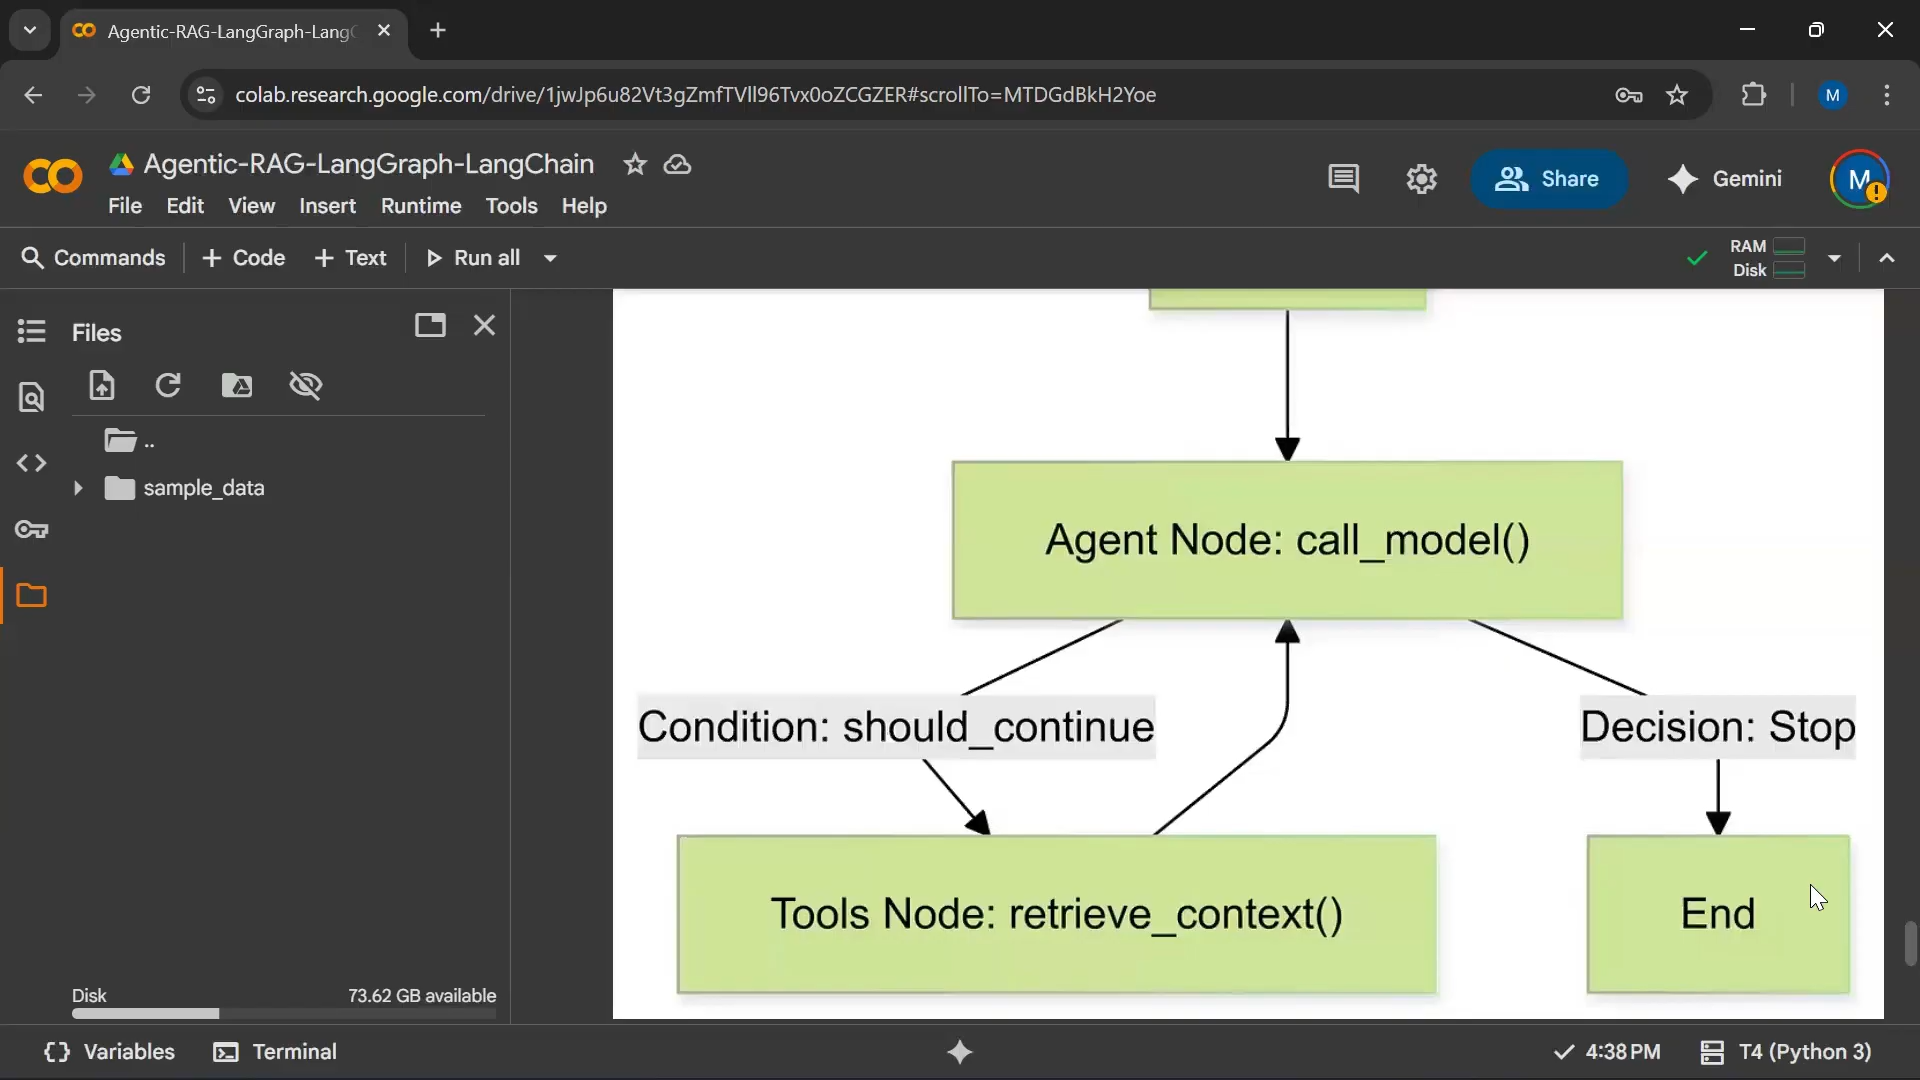 Agentic-RAG-LangGraph-Lang
colab.research.google.com/drive/1jwJp6u82Vt3gZmfTVIl96Tvx0oZCGZER#scrollTo=MTDGdBkH2Yoe
M
Agentic-RAG-LangGraph-LangChain
Share
Gemini
M
File Edit View Insert Runtime Tools Help
Commands + Code + Text Run all
RAM
Disk
Files
..
sample_data
Agent Node: call_model()
Condition: should_continue
Decision: Stop
Tools Node: retrieve_context()
End
Disk 73.62 GB available
{} Variables Terminal
4:38 PM T4 (Python 3)